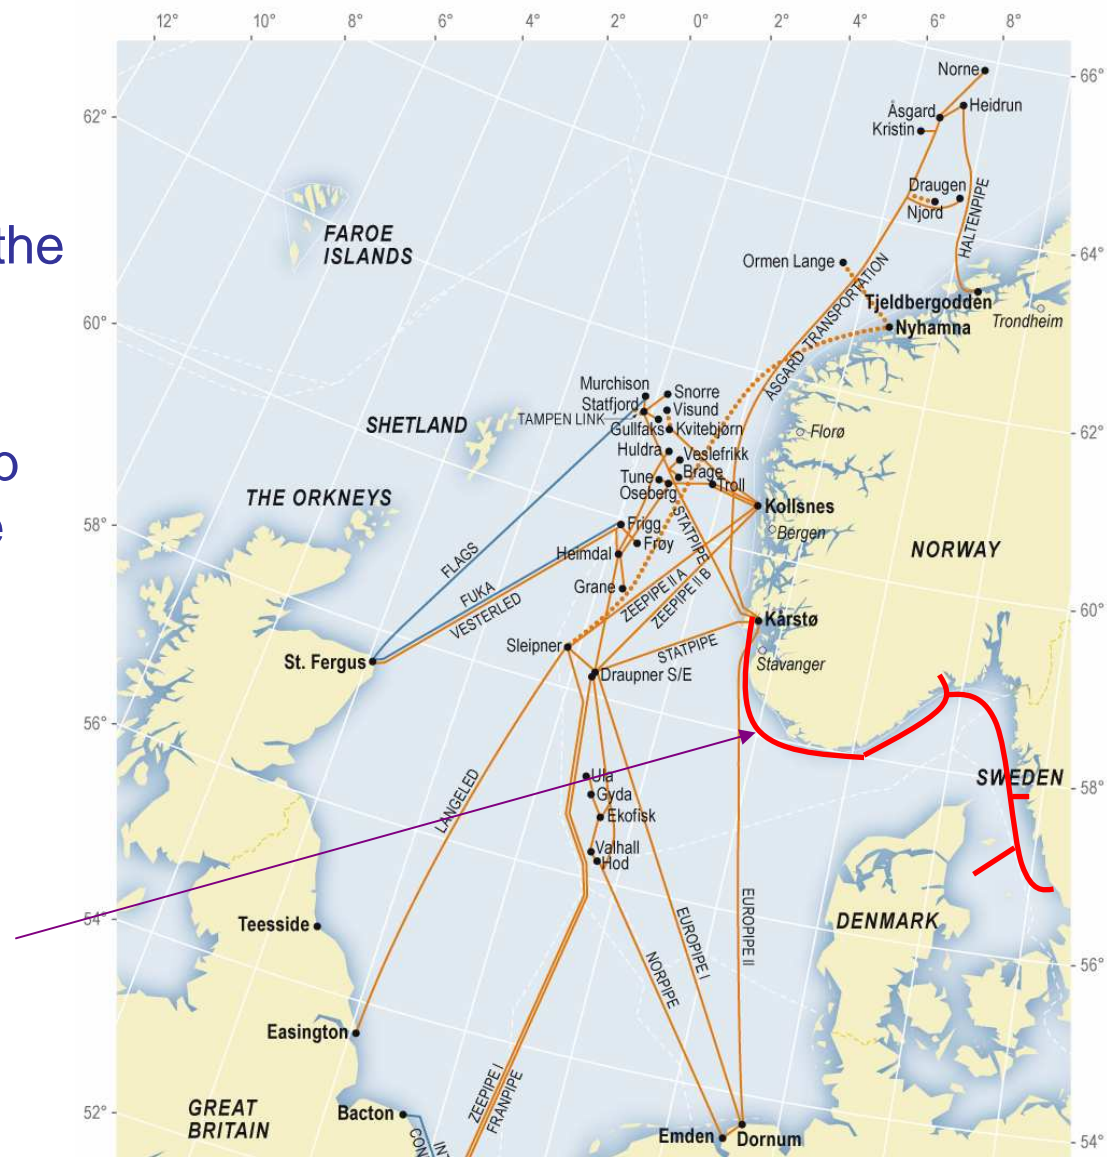 12° 10° 8° 6° 4° 2° 0° 2° 4° 6° 8°
the
p
e
62°
60°
58°
56°
54°
52°
66°
64°
62°
60°
58°
56°
54°
Norne
Åsgard
Heidrun
Kristin
Draugen
Njord
HALTENPIPE
FAROE
ISLANDS
Ormen Lange
ÅSGARD TRANSPORTATION
Tjeldbergodden
Trondheim
Nyhamna
Murchison
Snorre
Statfjord
Visund
TAMPEN LINK
Gullfaks
Kvitebjørn
SHETLAND
Florø
Huldra
Veslefrikk
Brage
Tune
Troll
Oseberg
THE ORKNEYS
Kollsnes
STATPIPE
Frigg
Bergen
Frøy
Heimdal
NORWAY
FLAGS
FUKA
VESTERLED
Grane
ZEEPIPE II A
ZEEPIPE II B
Kårstø
Sleipner
STATPIPE
Stavanger
St. Fergus
Draupner S/E
LANGELED
Ula
Gyda
Ekofisk
SWEDEN
Valhall
Hod
Teesside
DENMARK
EUROPIPE II
EUROPIPE I
NORPIPE
Easington
ZEEPIPE I
FRANPIPE
GREAT
BRITAIN
Bacton
CON
INT
Emden
Dornum